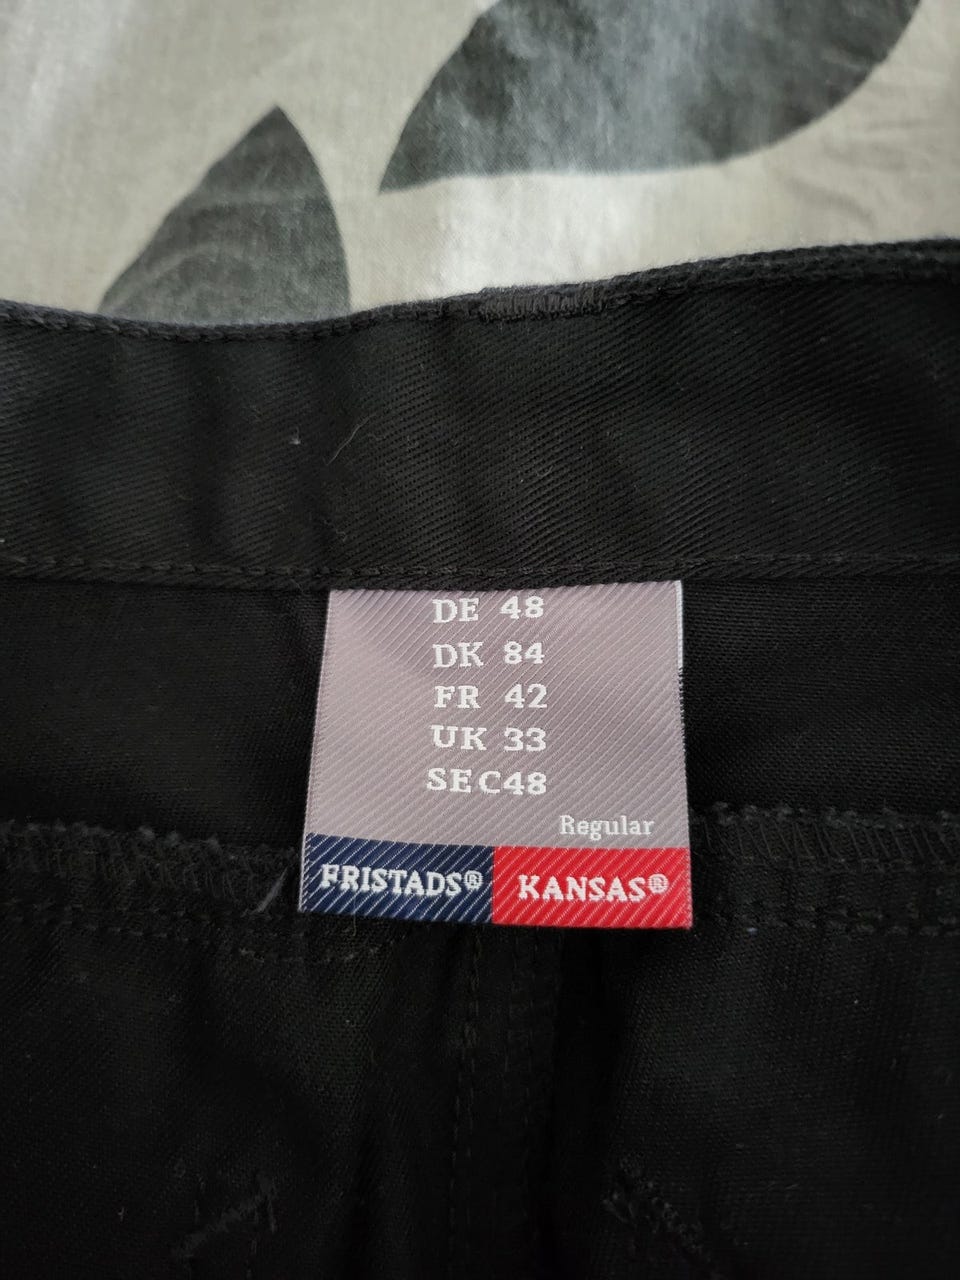 DE 48
DK 84
FR 42
UK 33
SE C48
Regular
FRISTADS® KANSAS®